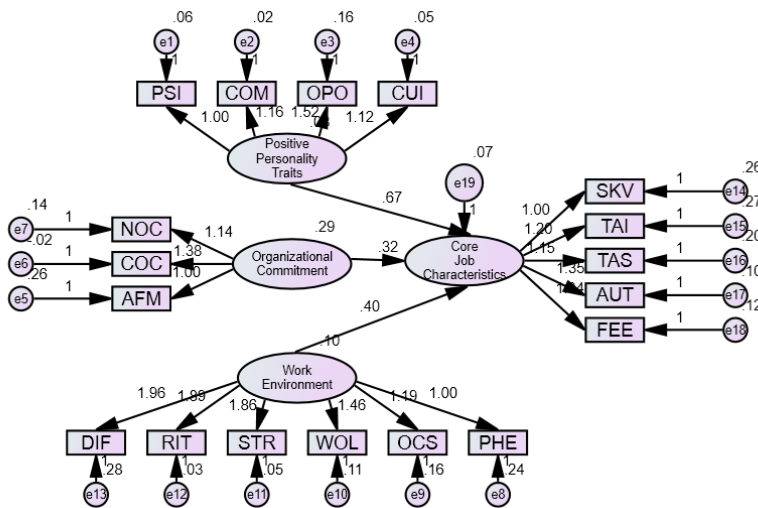 .06 .02 .16 .05
e1 e2 e3 e4
1 1 1 1
PSI COM OPO CUI
1.00 1.16 1.52 1.12
Positive
Personality
Traits
.07
e19
1
.67
.14
e7 1 NOC 1.14
.02
e6 1 COC 1.38
.26
e5 1 AFM 1.00
.29
Organizational
Commitment
.32
Core
Job
Characteristics
1.00 SKV 1 .26 e14
1.20 TAI 1 .27 e15
1.15 TAS 1 .20 e16
1.35 AUT 1 .10 e17
FEE 1 .12 e18
.40
.10
Work
Environment
1.96 1.89 1.86 1.46 1.19 1.00
DIF RIT STR WOL OCS PHE
1 1 1 1 1 1
.28 .03 .05 .11 .16 .24
e13 e12 e11 e10 e9 e8